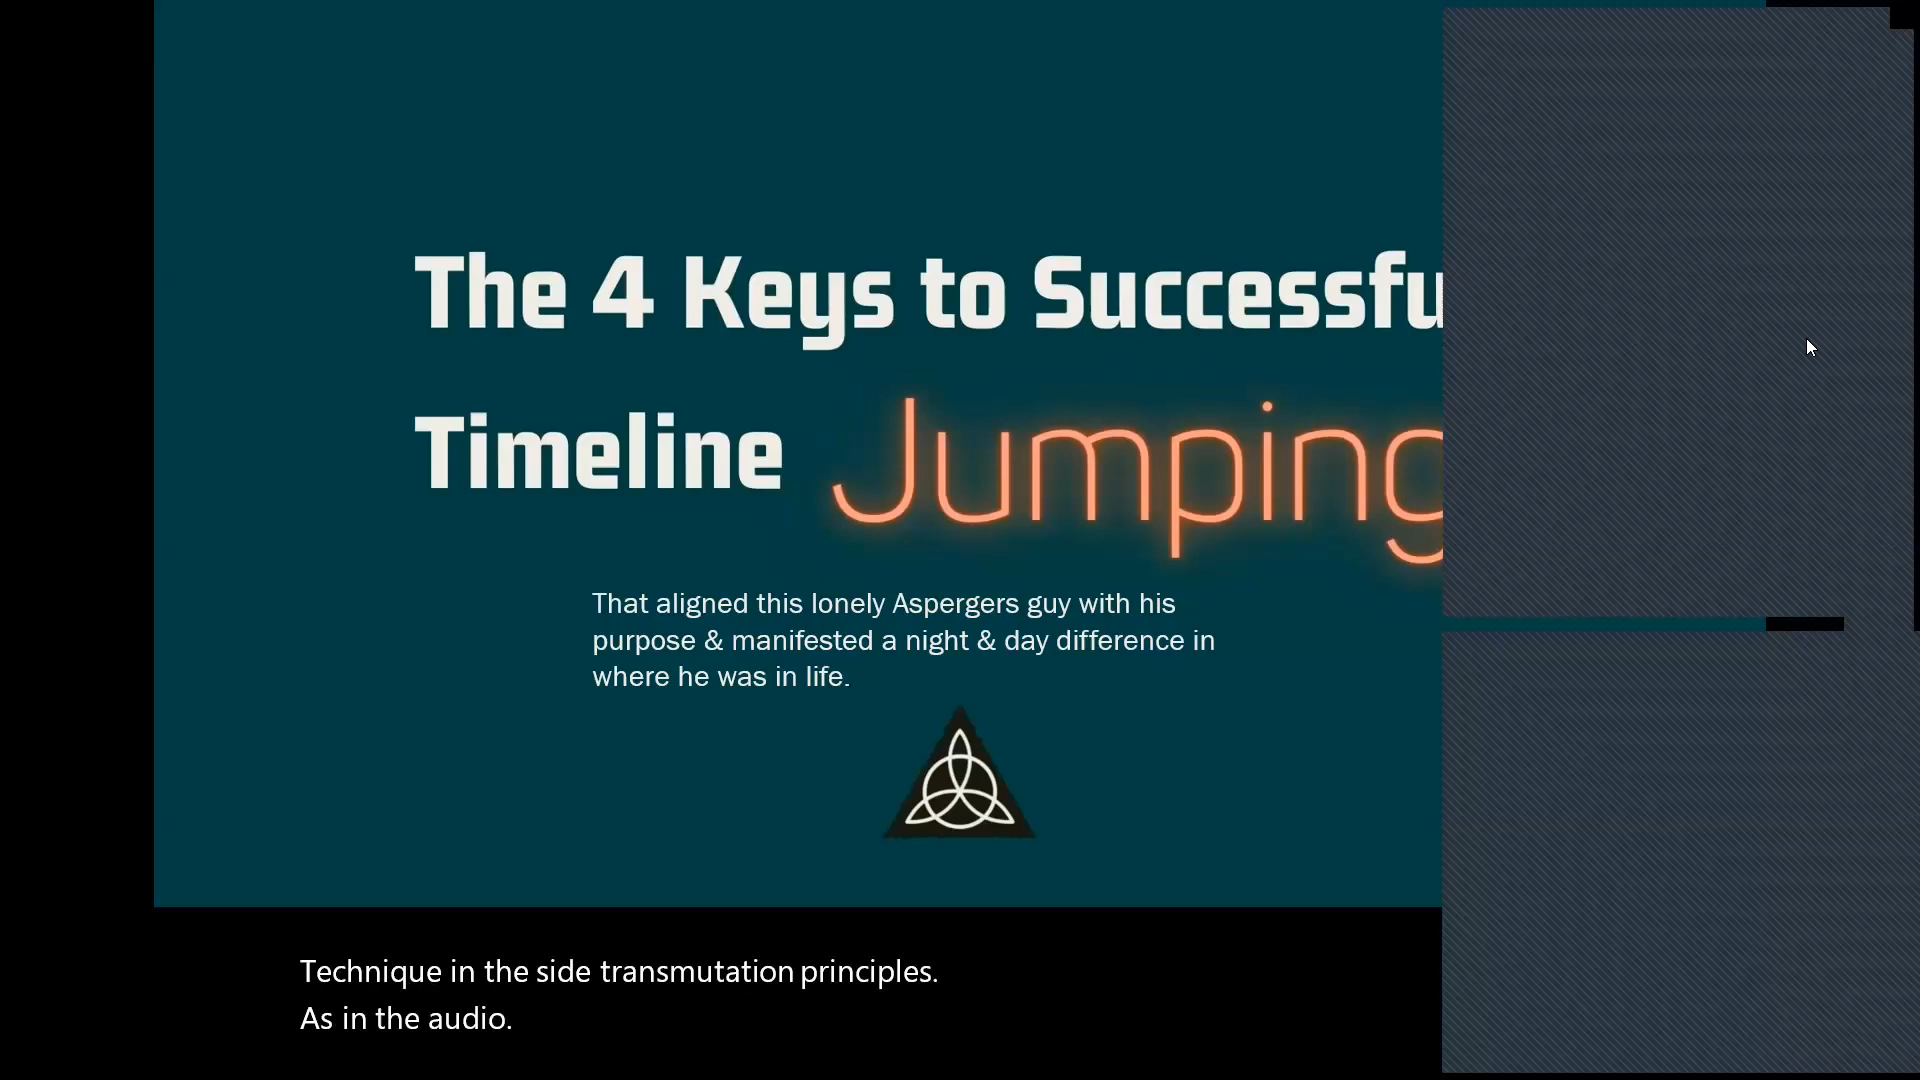 The 4 Keys to Successfu
Timeline Jumping
That aligned this lonely Aspergers guy with his
purpose & manifested a night & day difference in
where he was in life.
Technique in the side transmutation principles.
As in the audio.